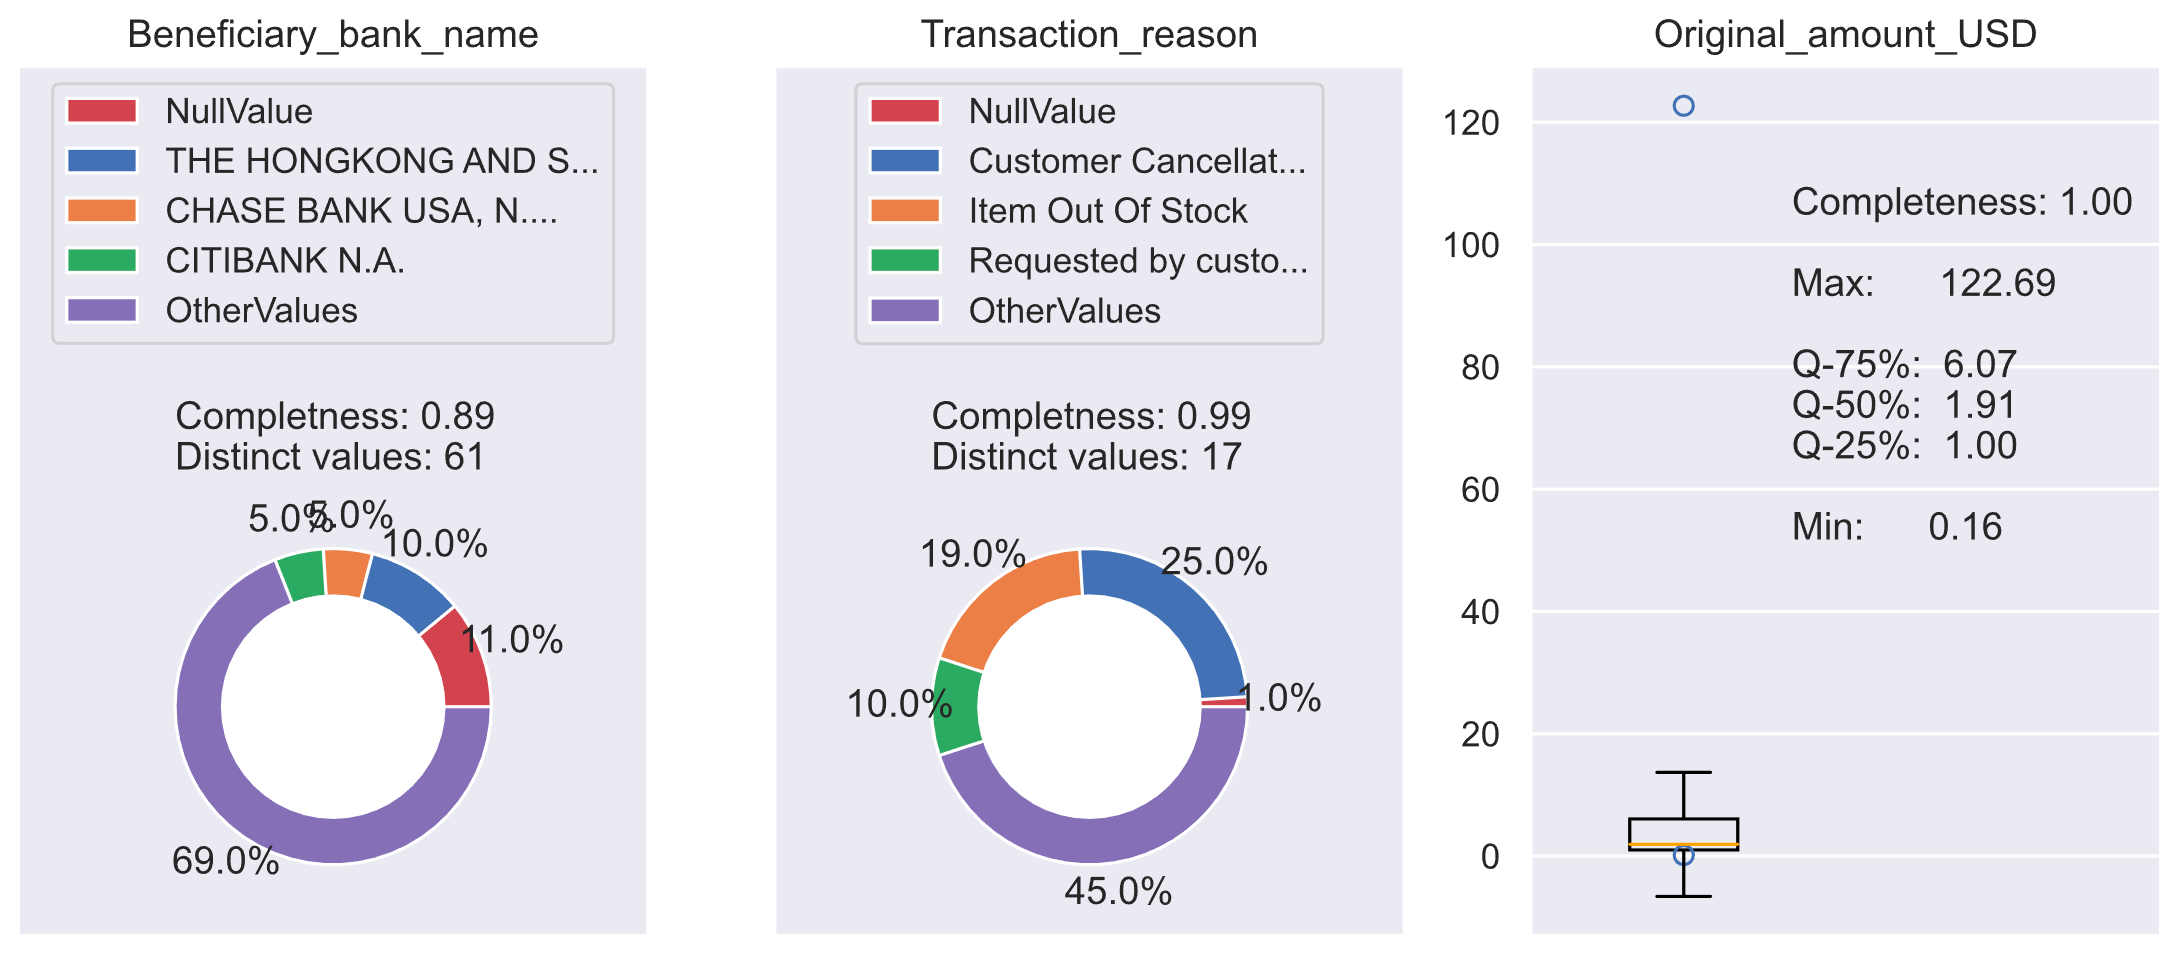 Beneficiary_bank_name
NullValue
THE HONGKONG AND S...
CHASE BANK USA, N....
CITIBANK N.A.
OtherValues
Completness: 0.89
Distinct values: 61
5.0%
5.0%
10.0%
11.0%
69.0%
Transaction_reason
NullValue
Customer Cancellat...
Item Out Of Stock
Requested by custo...
OtherValues
Completness: 0.99
Distinct values: 17
19.0%
25.0%
10.0%
1.0%
45.0%
Original_amount_USD
120
100
80
60
40
20
0
Completeness: 1.00
Max: 122.69
Q-75%: 6.07
Q-50%: 1.91
Q-25%: 1.00
Min: 0.16